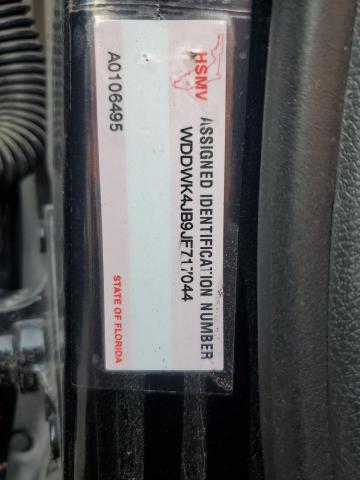 HSMV
ASSIGNED IDENTIFICATION NUMBER
WDDWK4JB9JF717044
A0106495
STATE OF FLORIDA